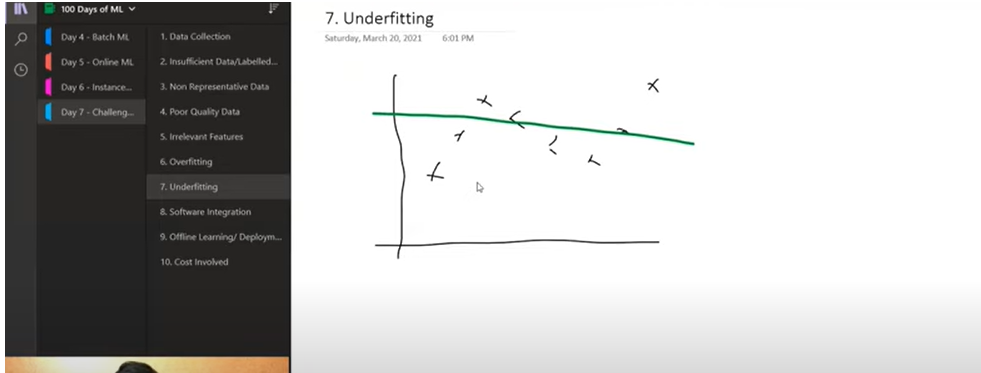 100 Days of ML
Day 4 - Batch ML
Day 5 - Online ML
Day 6 - Instance...
Day 7 - Challeng...
1. Data Collection
2. Insufficient Data/Labelled...
3. Non Representative Data
4. Poor Quality Data
5. Irrelevant Features
6. Overfitting
7. Underfitting
8. Software Integration
9. Offline Learning/ Deploym...
10. Cost Involved
7. Underfitting
Saturday, March 20, 2021 6:01 PM